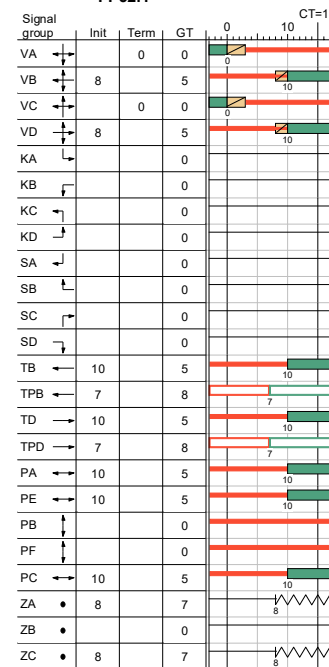 CT=1
Signal group Init Term GT 0 10
VA 0 0 0
VB 8 5 10
VC 0 0 0
VD 8 5 10
KA 0
KB 0
KC 0
KD 0
SA 0
SB 0
SC 0
SD 0
TB 10 5 10
TPB 7 8 7
TD 10 5 10
TPD 7 8 7
PA 10 5 10
PE 10 5 10
PB 0
PF 0
PC 10 5 10
ZA 8 7 8
ZB 0
ZC 8 7 8